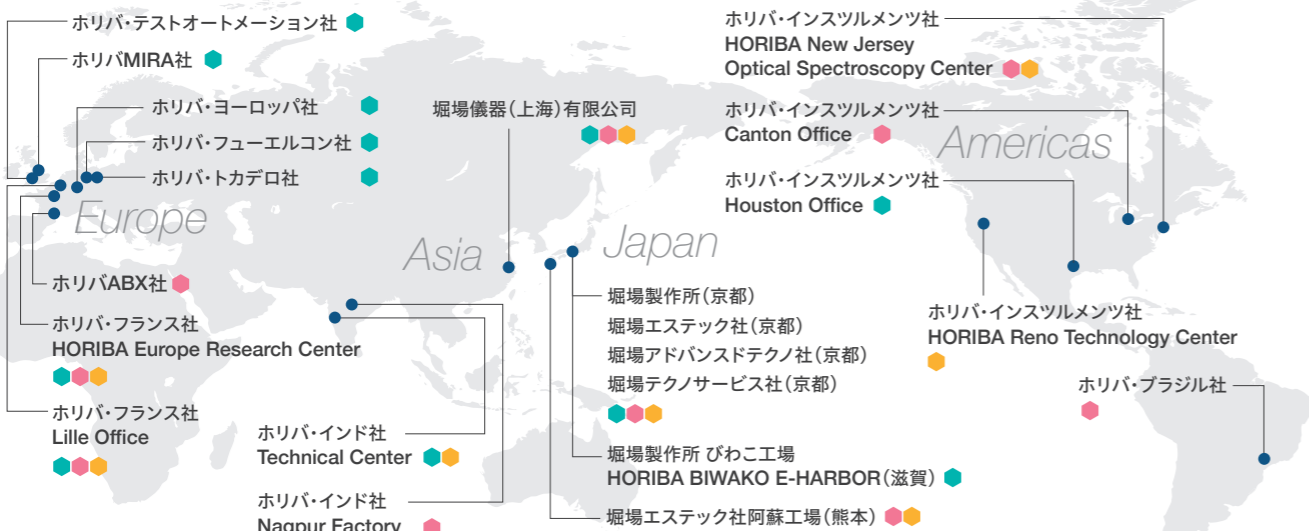 ホリバ・テストオートメーション社
ホリバMIRA社
ホリバ・ヨーロッパ社
ホリバ・フューエルコン社
ホリバ・トカデロ社
Europe
ホリバABX社
ホリバ・フランス社
HORIBA Europe Research Center
ホリバ・フランス社
Lille Office
堀場儀器(上海)有限公司
Asia
ホリバ・インド社
Technical Center
ホリバ・インド社
Nagpur Factory
Japan
堀場製作所(京都)
堀場エステック社(京都)
堀場アドバンスドテクノ社(京都)
堀場テクノサービス社(京都)
堀場製作所 びわこ工場
HORIBA BIWAKO E-HARBOR(滋賀)
堀場エステック社阿蘇工場(熊本)
ホリバ・インスツルメンツ社
HORIBA New Jersey
Optical Spectroscopy Center
ホリバ・インスツルメンツ社
Canton Office
Americas
ホリバ・インスツルメンツ社
Houston Office
ホリバ・インスツルメンツ社
HORIBA Reno Technology Center
ホリバ・ブラジル社